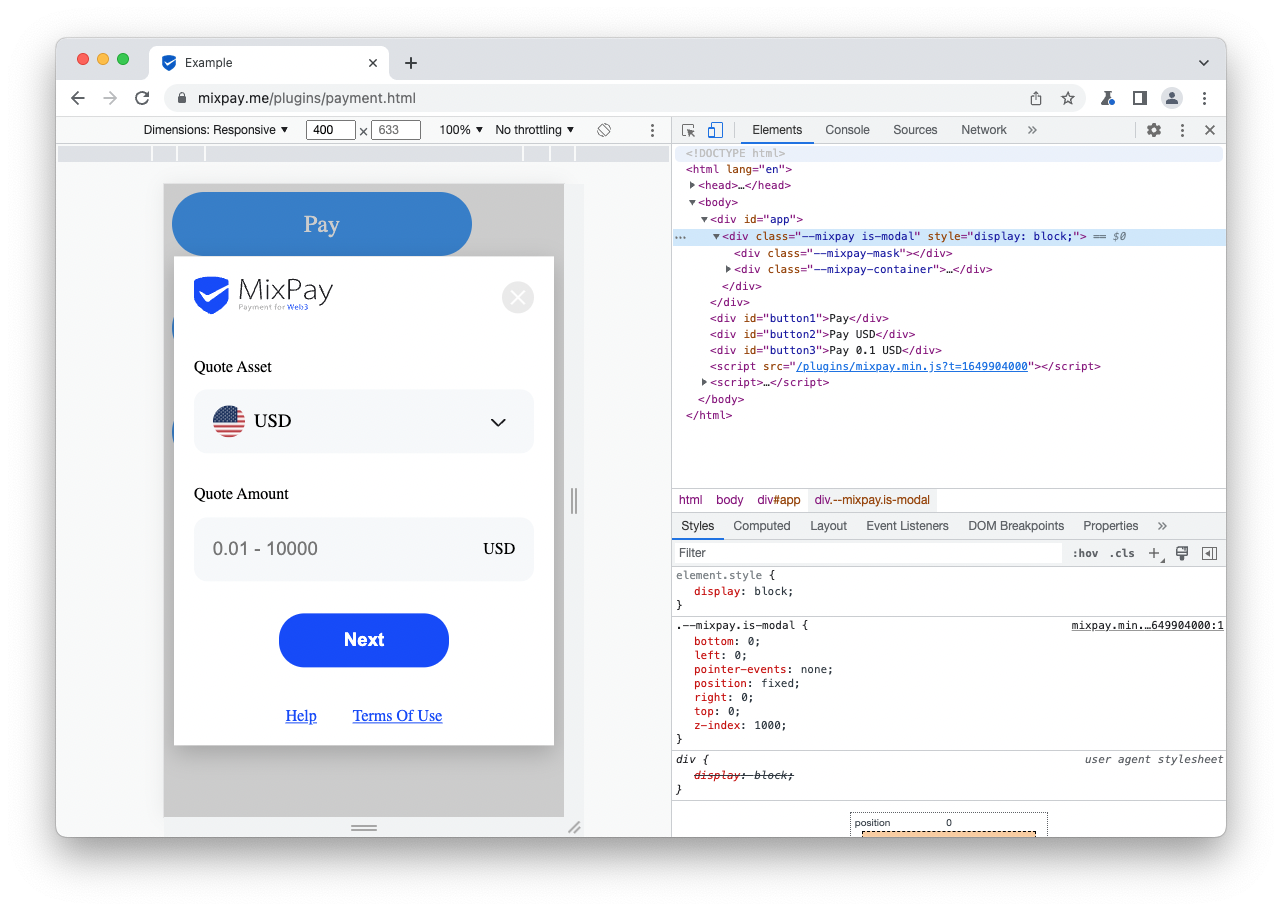 Example
mixpay.me/plugins/payment.html
Dimensions: Responsive 400 × 633 100% No throttling
Elements Console Sources Network »
Pay
MixPay
Payment for Web3
Quote Asset
USD
Quote Amount
0.01 - 10000 USD
Next
Help Terms Of Use
<!DOCTYPE html>
<html lang="en">
<head>…</head>
<body>
<div id="app">
… <div class="--mixpay is-modal" style="display: block;"> == $0
<div class="--mixpay-mask"></div>
<div class="--mixpay-container">…</div>
</div>
</div>
<div id="button1">Pay</div>
<div id="button2">Pay USD</div>
<div id="button3">Pay 0.1 USD</div>
<script src="/plugins/mixpay.min.js?t=1649904000"></script>
<script>…</script>
</body>
</html>
html body div#app div.--mixpay.is-modal
Styles Computed Layout Event Listeners DOM Breakpoints Properties »
Filter :hov .cls +
element.style {
display: block;
}
.--mixpay.is-modal { mixpay.min.…649904000:1
bottom: 0;
left: 0;
pointer-events: none;
position: fixed;
right: 0;
top: 0;
z-index: 1000;
}
div { user agent stylesheet
display: block;
}
position 0